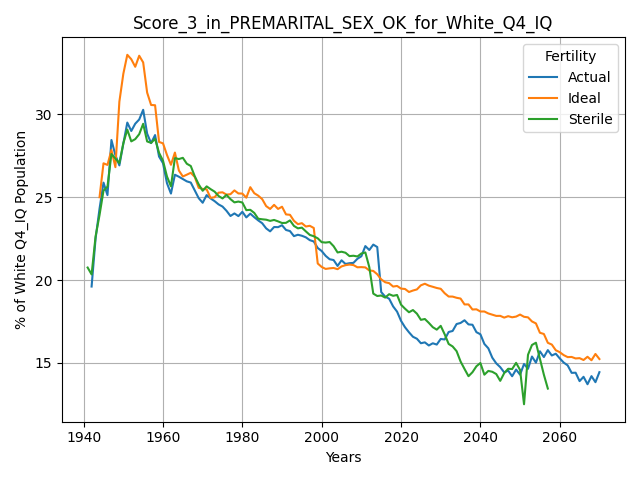 Score_3_in_PREMARITAL_SEX_OK_for_White_Q4_IQ
Fertility
Actual
Ideal
Sterile
% of White Q4_IQ Population
30
25
20
15
1940 1960 1980 2000 2020 2040 2060
Years